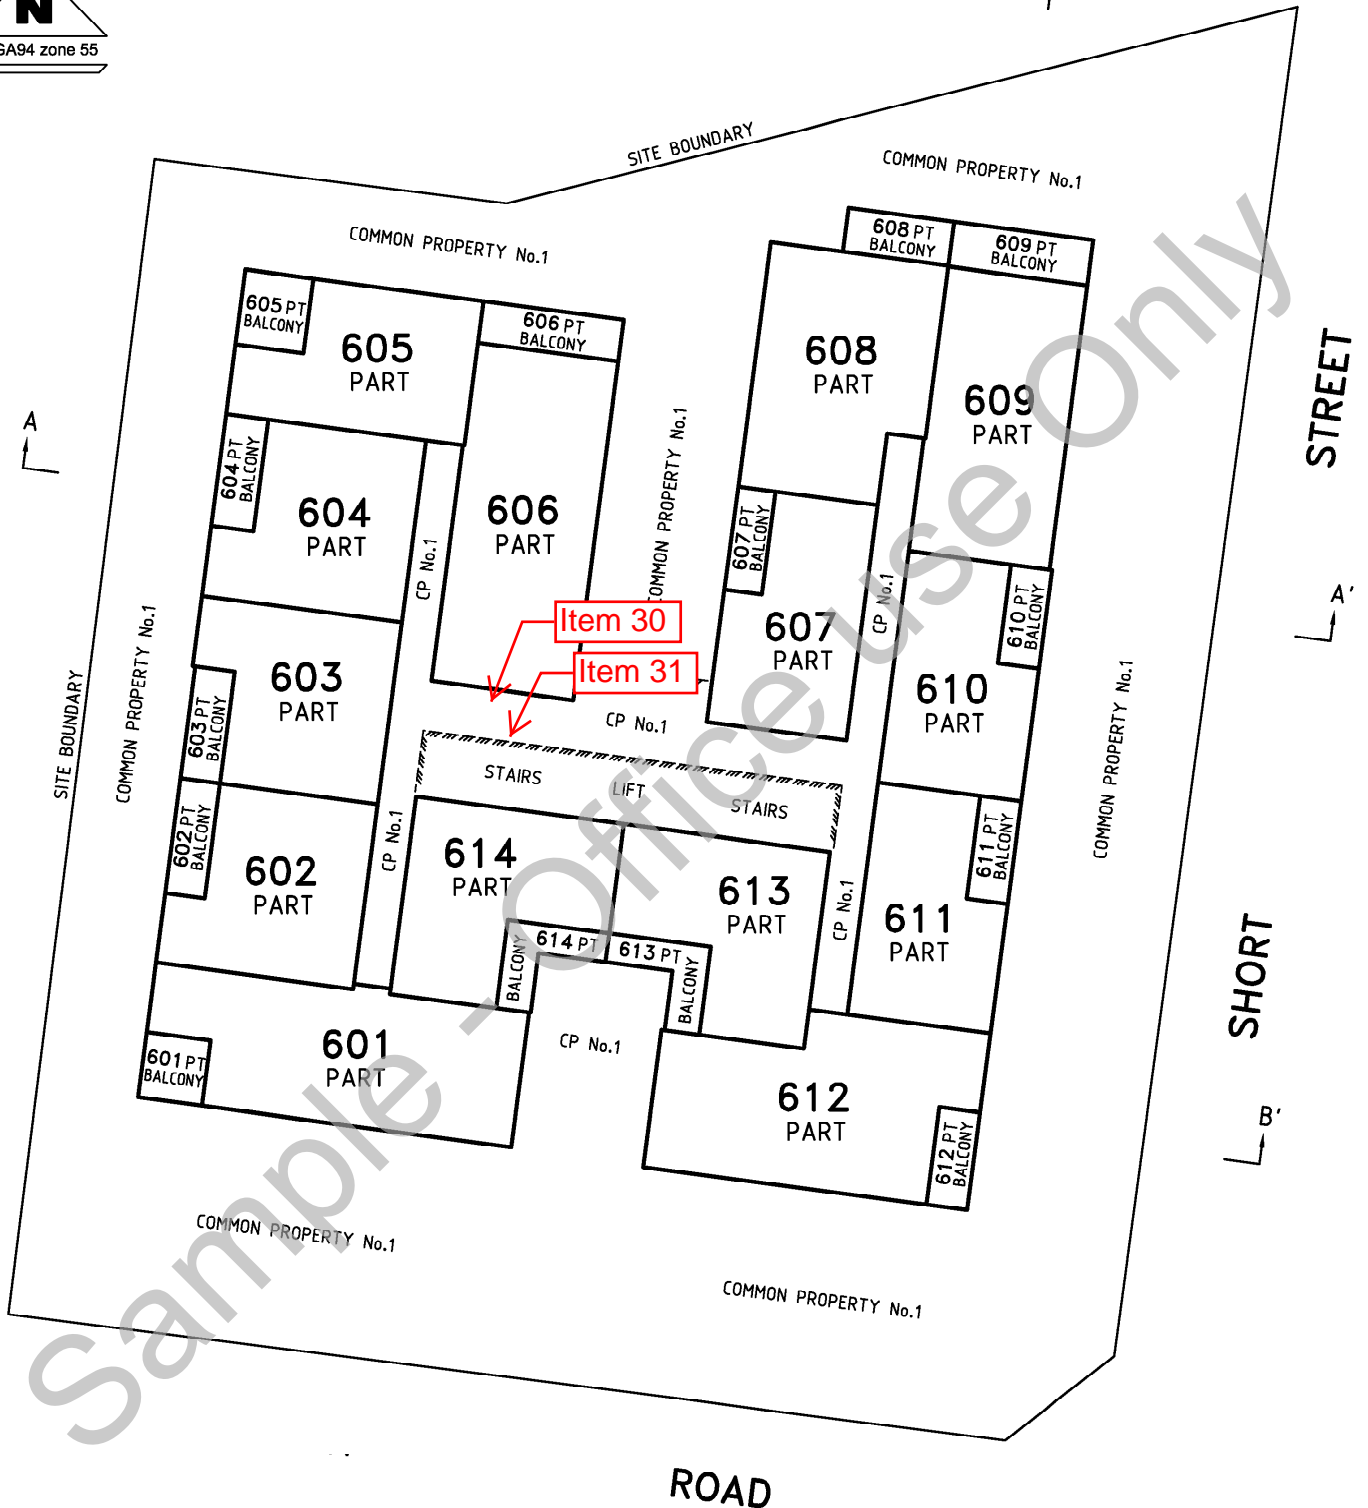 N
GA94 zone 55
SITE BOUNDARY
COMMON PROPERTY No.1
COMMON PROPERTY No.1
608 PT
BALCONY
609 PT
BALCONY
605 PT
BALCONY
606 PT
BALCONY
605
PART
608
PART
609
PART
STREET
A
604 PT
BALCONY
604
PART
606
PART
COMMON PROPERTY No.1
607 PT
BALCONY
CP No.1
CP No.1
610 PT
BALCONY
A'
Item 30
607
PART
Item 31
603
PART
610
PART
COMMON PROPERTY No.1
SITE BOUNDARY
603 PT
BALCONY
CP No.1
COMMON PROPERTY No.1
STAIRS
LIFT
STAIRS
602 PT
BALCONY
CP No.1
611 PT
BALCONY
602
PART
614
PART
613
PART
CP No.1
611
PART
614 PT
BALCONY
613 PT
BALCONY
SHORT
601
PART
CP No.1
601 PT
BALCONY
612
PART
612 PT
BALCONY
B'
COMMON PROPERTY No.1
COMMON PROPERTY No.1
ROAD
Sample - Office use Only